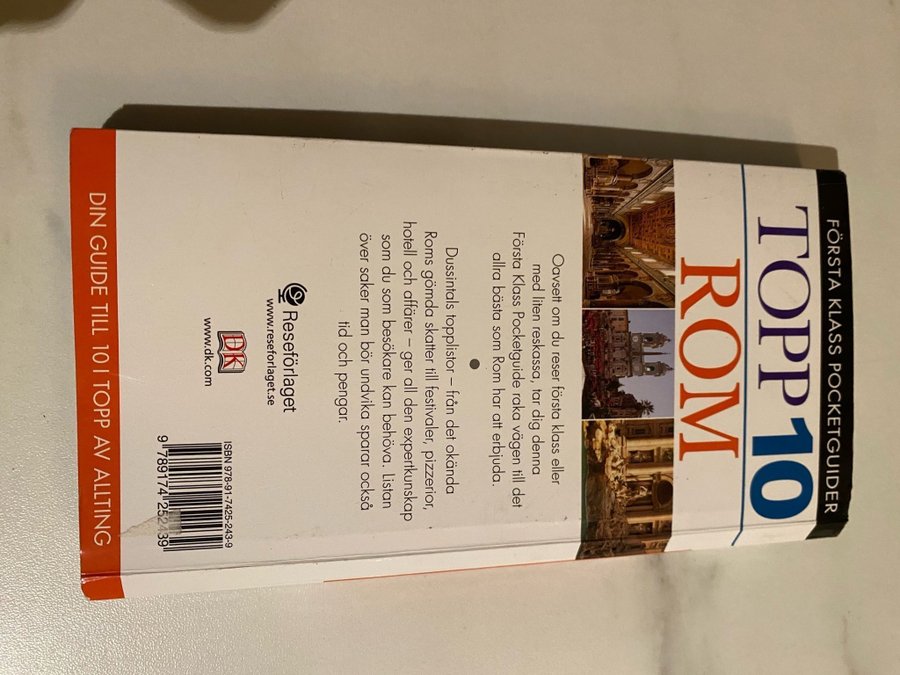 FÖRSTA KLASS POCKETGUIDER
TOPP10
ROM
Oavsett om du reser första klass eller
med liten reskassa, tar dig denna
Första Klass Pocketguide raka vägen till det
allra bästa som Rom har att erbjuda.
Dussintals topplistor – från det okända
Roms gömda skatter till festivaler, pizzerior,
hotell och affärer – ger all den expertkunskap
som du som besökare kan behöva. Listan
över saker man bör undvika sparar också
tid och pengar.
Reseförlaget
www.reseforlaget.se
DK
www.dk.com
ISBN 978-91-7425-243-9
9 789174 252439
DIN GUIDE TILL 10 I TOPP AV ALLTING